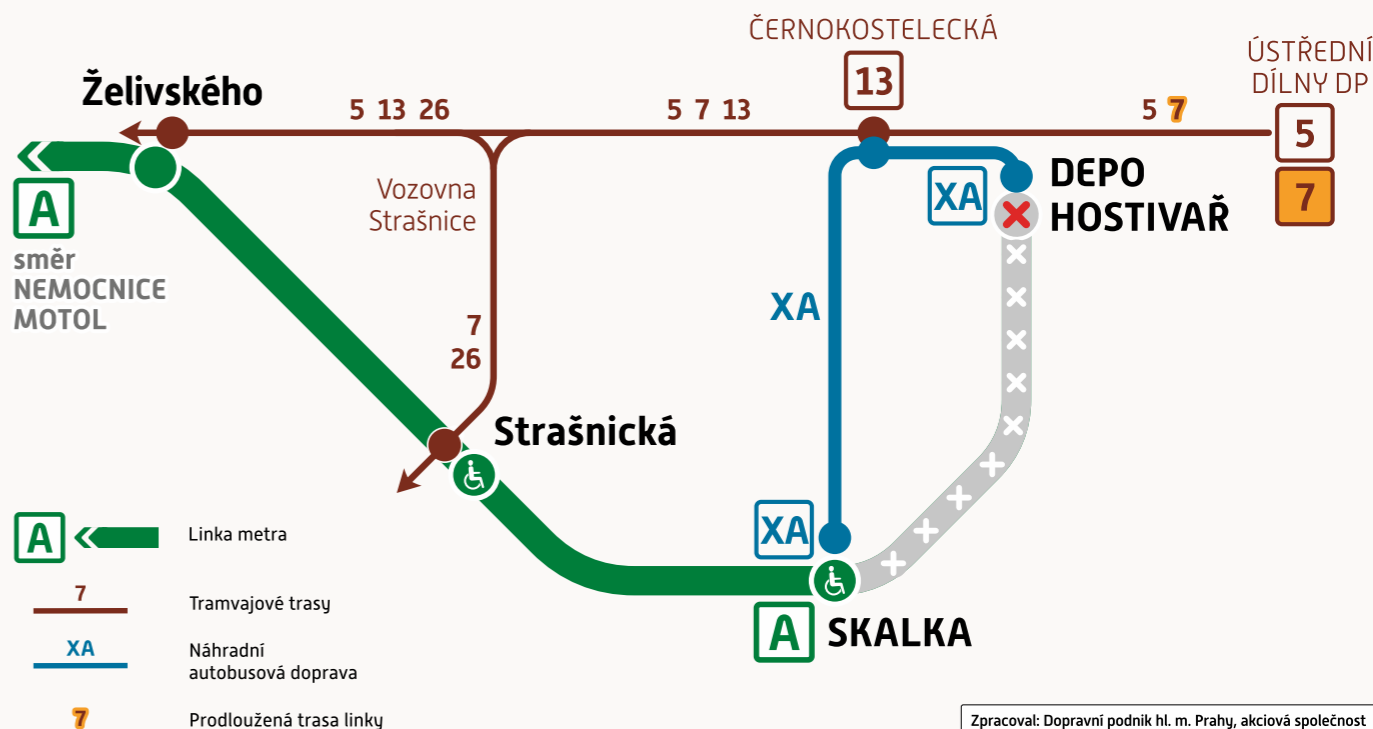 ČERNOKOSTELECKÁ
13
ÚSTŘEDNÍ
DÍLNY DP
5
7
Želivského
5 13 26
5 7 13
5 7
A
směr
NEMOCNICE
MOTOL
Vozovna
Strašnice
XA
DEPO
HOSTIVAŘ
XA
7
26
Strašnická
XA
A
SKALKA
A
Linka metra
7
Tramvajové trasy
XA
Náhradní
autobusová doprava
7
Prodloužená trasa linky
Zpracoval: Dopravní podnik hl. m. Prahy, akciová společnost